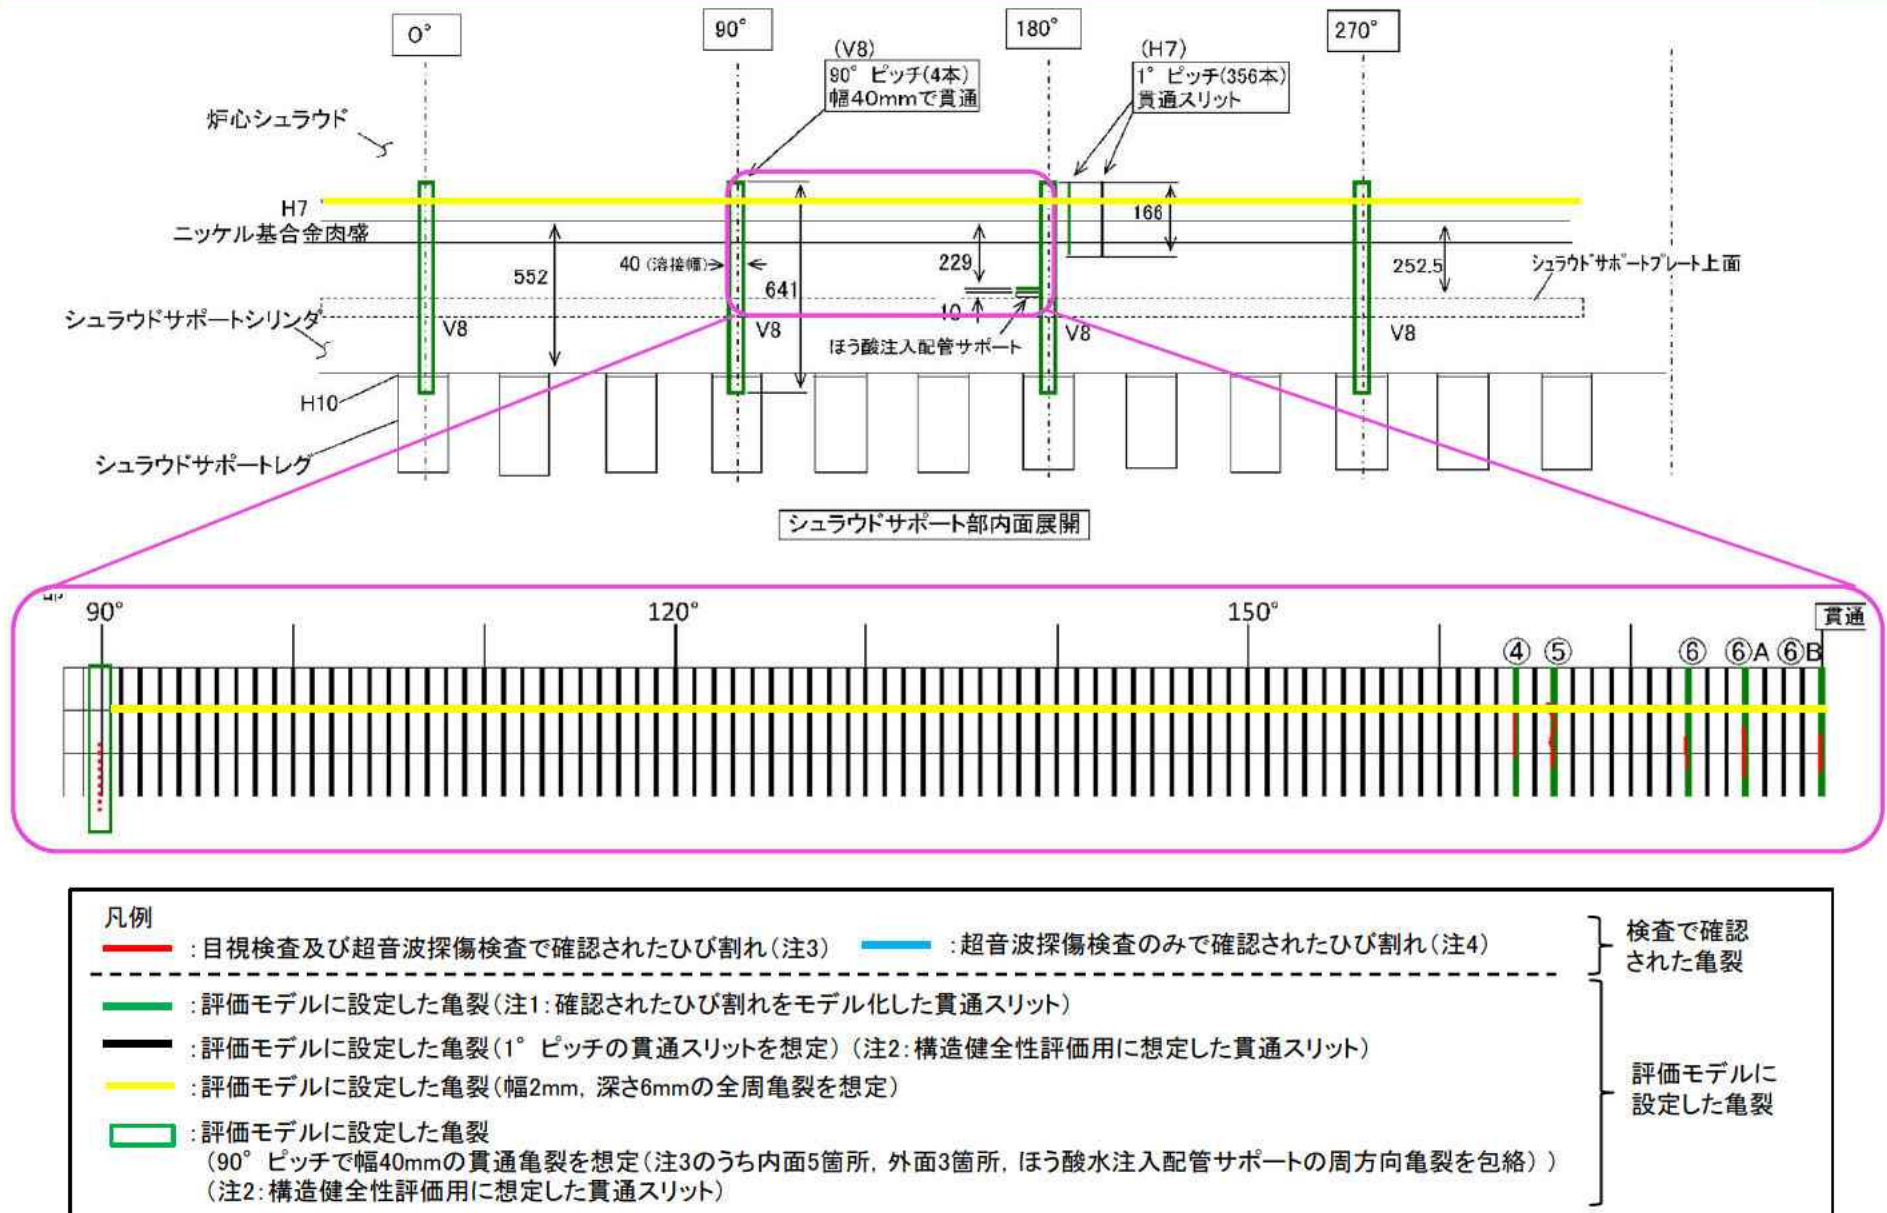 0°
90°
180°
270°
(V8)
90° ピッチ(4本)
幅40mmで貫通
(H7)
1° ピッチ(356本)
貫通スリット
炉心シュラウド
H7
ニッケル基合金肉盛
166
552
40 (溶接幅)
641
229
252.5
シュラウドサポートプレート上面
10
シュラウドサポートシリンダ
V8
V8
V8
V8
ほう酸注入配管サポート
H10
シュラウドサポートレグ
シュラウドサポート部内面展開
90°
120°
150°
貫通
④
⑤
⑥
⑥A
⑥B
凡例
:目視検査及び超音波探傷検査で確認されたひび割れ(注3)
:超音波探傷検査のみで確認されたひび割れ(注4)
検査で確認
された亀裂
:評価モデルに設定した亀裂(注1:確認されたひび割れをモデル化した貫通スリット)
:評価モデルに設定した亀裂(1° ピッチの貫通スリットを想定) (注2:構造健全性評価用に想定した貫通スリット)
:評価モデルに設定した亀裂(幅2mm, 深さ6mmの全周亀裂を想定)
評価モデルに
設定した亀裂
:評価モデルに設定した亀裂
(90° ピッチで幅40mmの貫通亀裂を想定(注3のうち内面5箇所, 外面3箇所, ほう酸水注入配管サポートの周方向亀裂を包絡) )
(注2:構造健全性評価用に想定した貫通スリット)